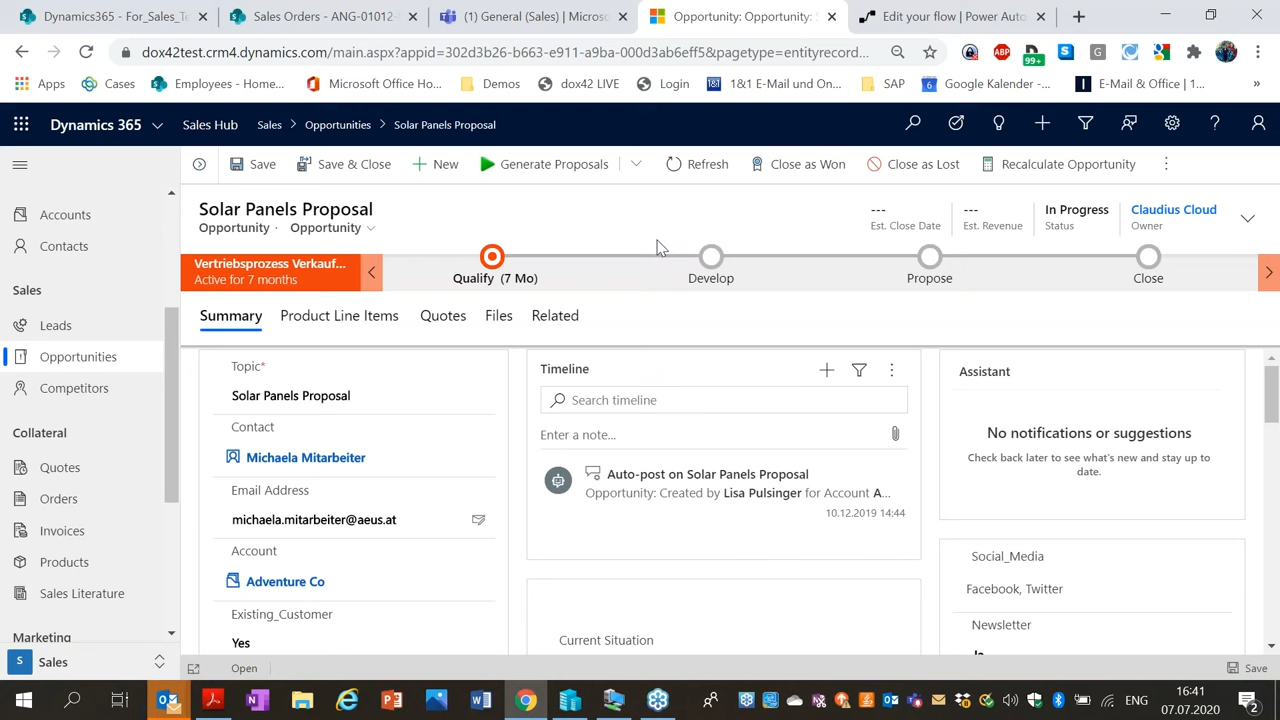 Dynamics365 - For_Sales_T
Sales Orders - ANG-01012-
(1) General (Sales) | Microso
Opportunity: Opportunity: S
Edit your flow | Power Auto
dox42test.crm4.dynamics.com/main.aspx?appid=302d3b26-b663-e911-a9ba-000d3ab6eff5&pagetype=entityrecord...
ABP
99+
Apps
Cases
Employees - Home...
Microsoft Office Ho...
Demos
dox42 LIVE
Login
1&1 E-Mail und On...
SAP
Google Kalender -...
E-Mail & Office | 1...
»
Dynamics 365
Sales Hub
Sales
Opportunities
Solar Panels Proposal
Save
Save & Close
New
Generate Proposals
Refresh
Close as Won
Close as Lost
Recalculate Opportunity
Accounts
Contacts
Sales
Leads
Opportunities
Competitors
Collateral
Quotes
Orders
Invoices
Products
Sales Literature
Marketing
S Sales
Solar Panels Proposal
Opportunity · Opportunity
---
Est. Close Date
---
Est. Revenue
In Progress
Status
Claudius Cloud
Owner
Vertriebsprozess Verkauf...
Active for 7 months
Qualify (7 Mo)
Develop
Propose
Close
Summary
Product Line Items
Quotes
Files
Related
Topic*
Solar Panels Proposal
Contact
Michaela Mitarbeiter
Email Address
michaela.mitarbeiter@aeus.at
Account
Adventure Co
Existing_Customer
Yes
Timeline
Search timeline
Enter a note...
Auto-post on Solar Panels Proposal
Opportunity: Created by Lisa Pulsinger for Account A...
10.12.2019 14:44
Current Situation
Assistant
No notifications or suggestions
Check back later to see what's new and stay up to
date.
Social_Media
Facebook, Twitter
Newsletter
Ja
Open
Save
ENG
16:41
07.07.2020
2